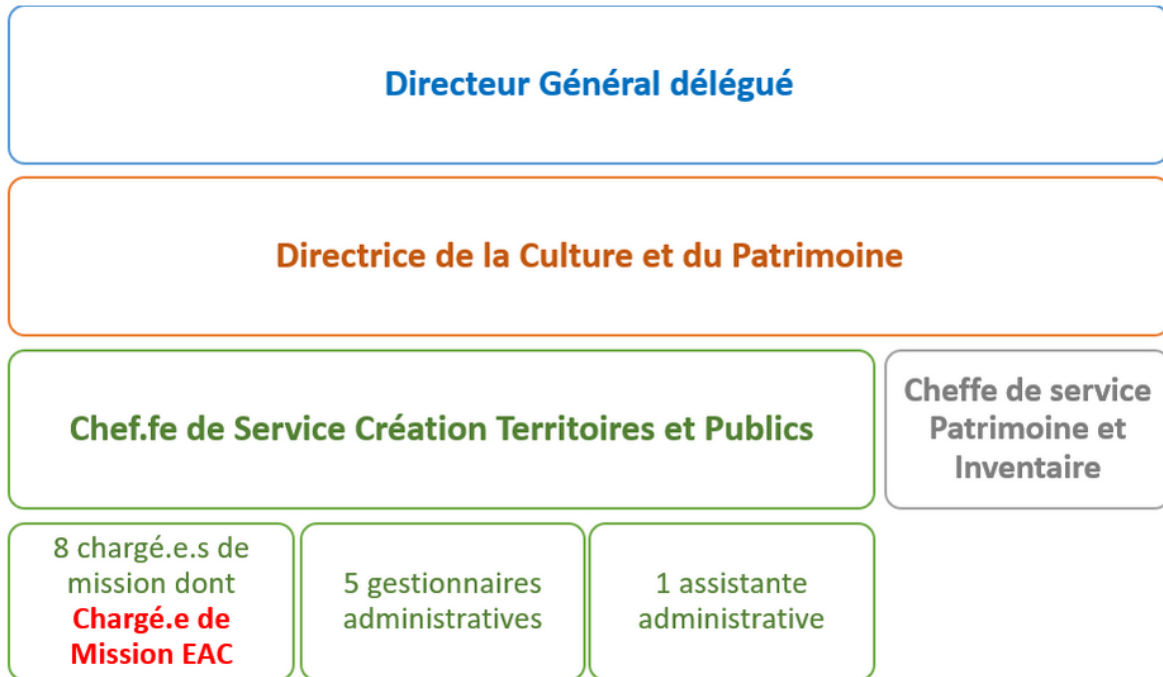 Directeur Général délégué
Directrice de la Culture et du Patrimoine
Chef.fe de Service Création Territoires et Publics
Cheffe de service
Patrimoine et
Inventaire
8 chargé.e.s de
mission dont
Chargé.e de
Mission EAC
5 gestionnaires
administratives
1 assistante
administrative